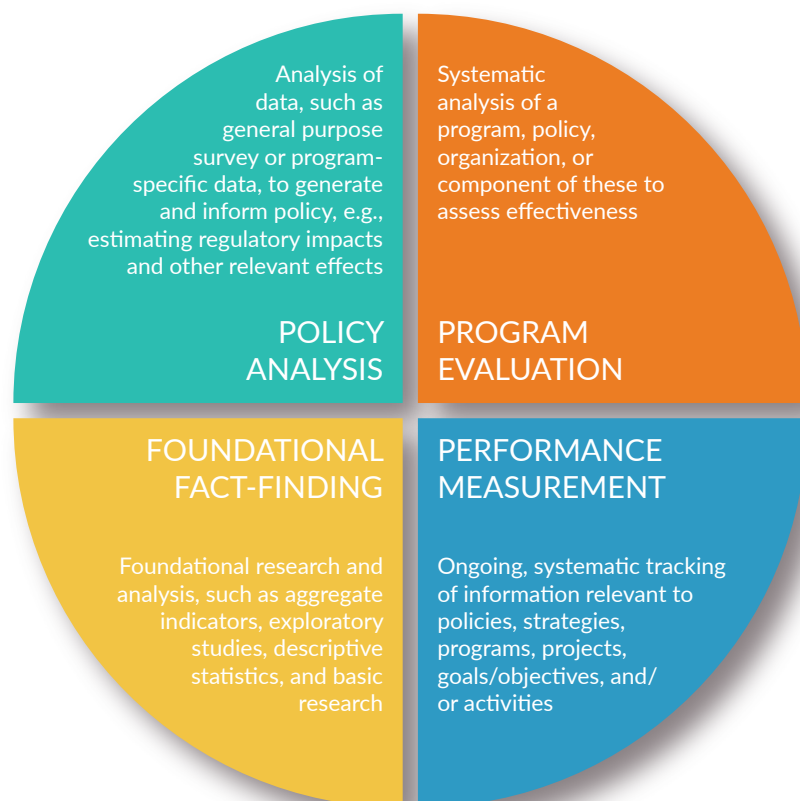 Analysis of
data, such as
general purpose
survey or program-
specific data, to generate
and inform policy, e.g.,
estimating regulatory impacts
and other relevant effects
POLICY
ANALYSIS
Systematic
analysis of a
program, policy,
organization, or
component of these to
assess effectiveness
PROGRAM
EVALUATION
FOUNDATIONAL
FACT-FINDING
Foundational research and
analysis, such as aggregate
indicators, exploratory
studies, descriptive
statistics, and basic
research
PERFORMANCE
MEASUREMENT
Ongoing, systematic tracking
of information relevant to
policies, strategies,
programs, projects,
goals/objectives, and/
or activities